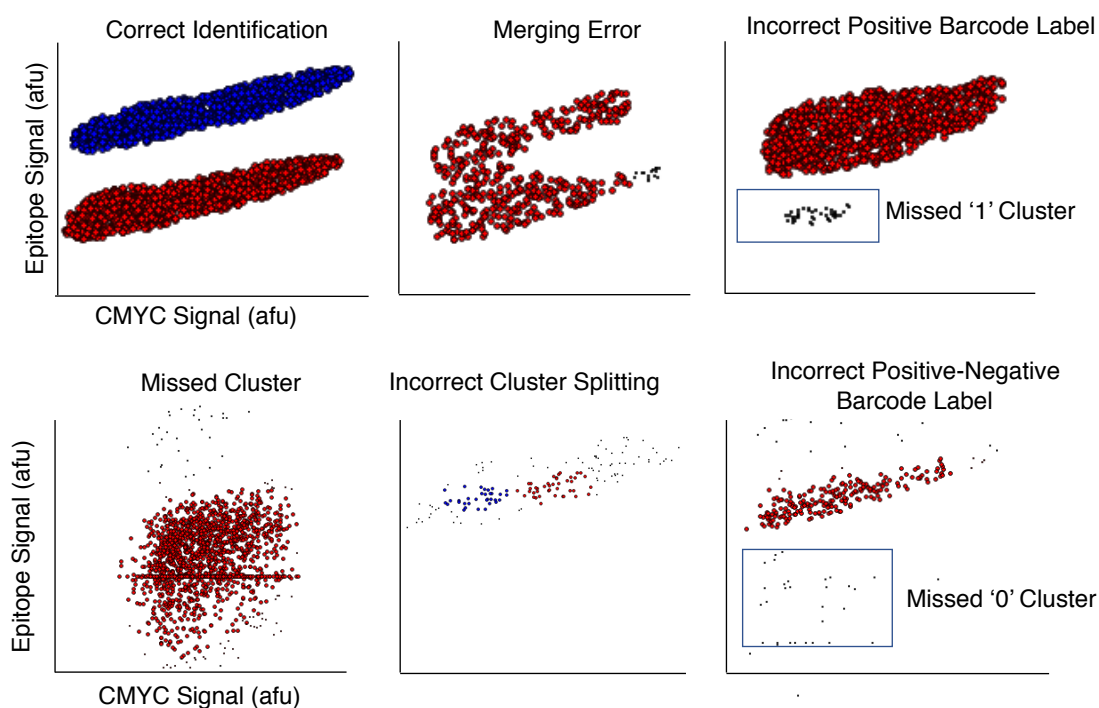 Correct Identification
Merging Error
Incorrect Positive Barcode Label
Epitope Signal (afu)
Missed ‘1’ Cluster
CMYC Signal (afu)
Missed Cluster
Incorrect Cluster Splitting
Incorrect Positive-Negative
Barcode Label
Epitope Signal (afu)
Missed ‘0’ Cluster
CMYC Signal (afu)